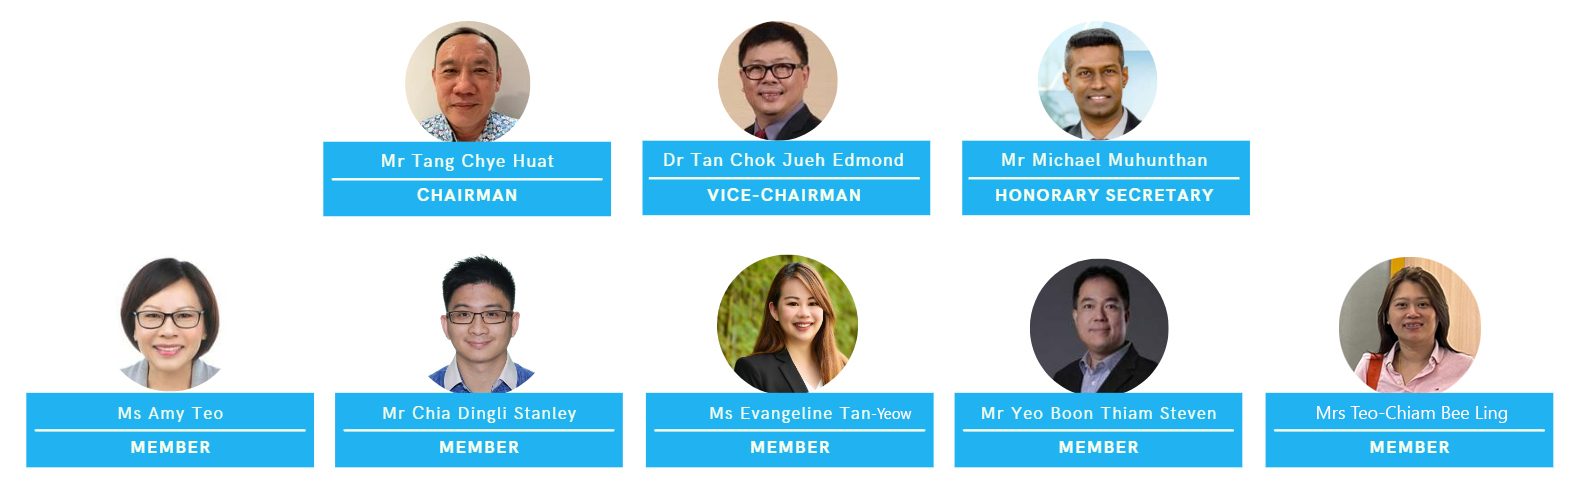 Mr Tang Chye Huat
CHAIRMAN
Dr Tan Chok Jueh Edmond
VICE-CHAIRMAN
Mr Michael Muhunthan
HONORARY SECRETARY
Ms Amy Teo
MEMBER
Mr Chia Dingli Stanley
MEMBER
Ms Evangeline Tan-Yeow
MEMBER
Mr Yeo Boon Thiam Steven
MEMBER
Mrs Teo-Chiam Bee Ling
MEMBER